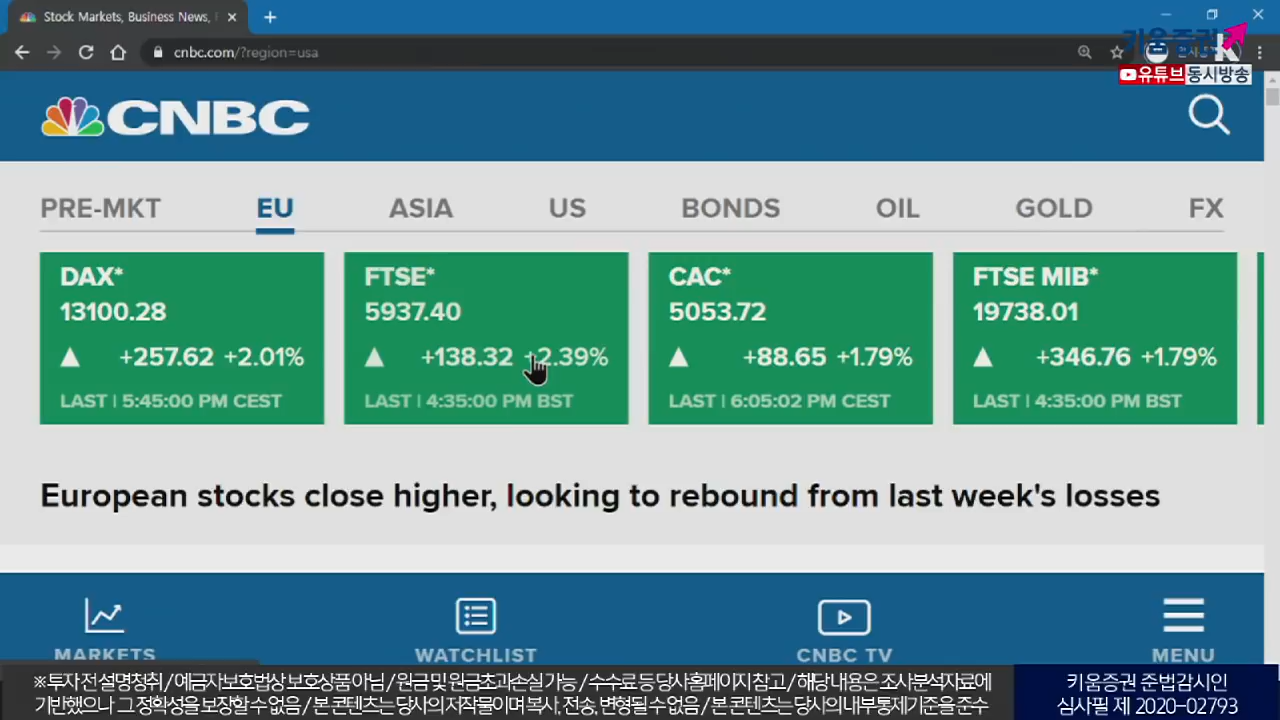 Stock Markets, Business News,
cnbc.com/?region=usa
키움증권
유튜브 동시방송
CNBC
PRE-MKT EU ASIA US BONDS OIL GOLD FX
DAX* FTSE* CAC* FTSE MIB*
13100.28 5937.40 5053.72 19738.01
+257.62 +2.01% +138.32 +2.39% +88.65 +1.79% +346.76 +1.79%
LAST | 5:45:00 PM CEST LAST | 4:35:00 PM BST LAST | 6:05:02 PM CEST LAST | 4:35:00 PM BST
European stocks close higher, looking to rebound from last week's losses
MARKETS WATCHLIST CNBC TV MENU
※투자 전 설명청취 / 예금자보호법상 보호상품 아님 / 원금 및 원금초과손실 가능 / 수수료 등 당사홈페이지 참고 / 해당 내용은 조사분석자료에
기반했으나 그 정확성을 보장할 수 없음 / 본 콘텐츠는 당사의 저작물이며 복사, 전송, 변형될 수 없음 / 본 콘텐츠는 당사의 내부통제기준을 준수
키움증권 준법감시인
심사필 제 2020-02793